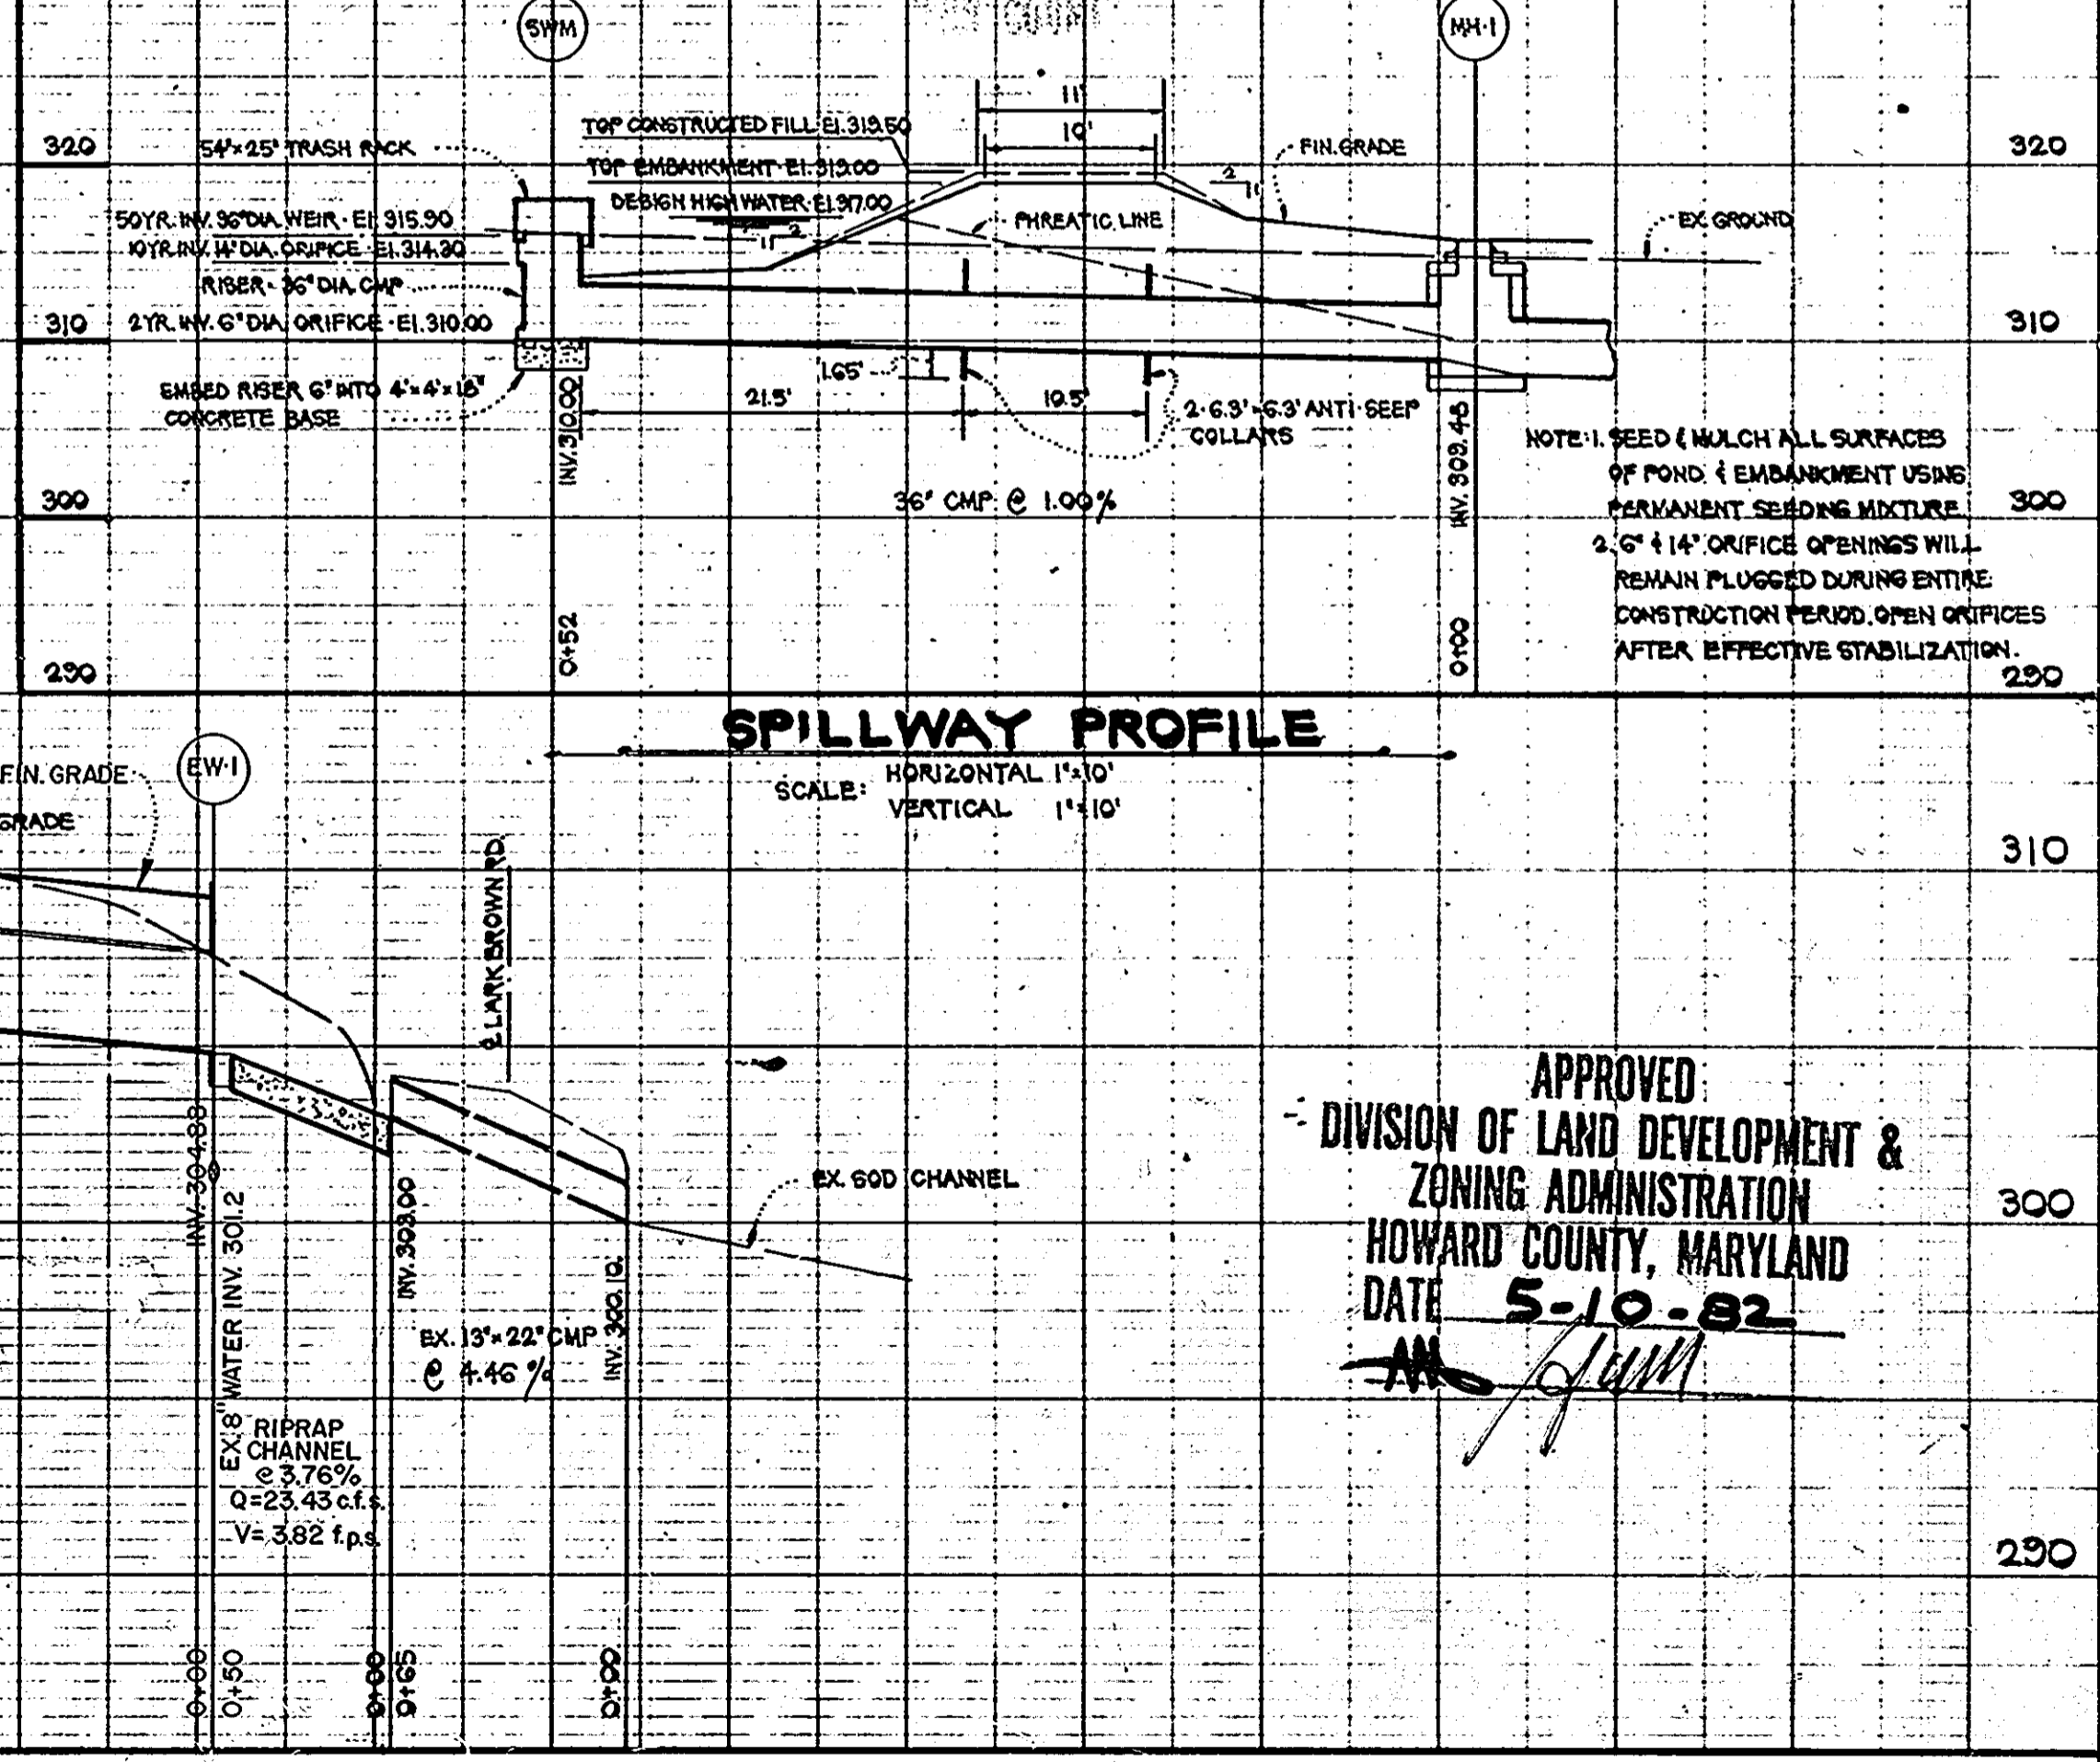 SWM
MH-1
11'
10'
TOP CONSTRUCTED FILL El. 319.50
TOP EMBANKMENT - El. 319.00
DESIGN HIGH WATER - El. 317.00
320
54"x25" TRASH RACK
FIN. GRADE
320
2
1
50 YR. INV. 36" DIA. WEIR - El. 315.90
10 YR. INV. 14" DIA. ORIFICE - El. 314.30
RISER - 36" DIA. CMP
310
2 YR. INV. 6" DIA. ORIFICE - El. 310.00
1
2
PHREATIC LINE
EX. GROUND
310
EMBED RISER 6" INTO 4'x4'x18"
CONCRETE BASE
1.65'
21.5'
10.5'
2-6.3'x6.3' ANTI-SEEP
COLLARS
INV. 310.00
INV. 309.48
36" CMP @ 1.00%
300
300
NOTE: 1. SEED & MULCH ALL SURFACES
OF POND & EMBANKMENT USING
PERMANENT SEEDING MIXTURE
2. 6" & 14" ORIFICE OPENINGS WILL
REMAIN PLUGGED DURING ENTIRE
CONSTRUCTION PERIOD. OPEN ORIFICES
AFTER EFFECTIVE STABILIZATION.
0+52
0+00
290
290
SPILLWAY PROFILE
SCALE:
HORIZONTAL 1"=10'
VERTICAL 1"=10'
FIN. GRADE
GRADE
EW-1
℄ LARK BROWN RD.
310
INV. 304.88
EX. 8" WATER INV. 301.2
INV. 303.00
INV. 300.10
EX. SOD CHANNEL
300
EX. 13"x22" CMP
@ 4.46 %
RIPRAP
CHANNEL
@ 3.76%
Q=23.43 c.f.s.
V= 3.82 f.p.s.
APPROVED
DIVISION OF LAND DEVELOPMENT &
ZONING ADMINISTRATION
HOWARD COUNTY, MARYLAND
DATE 5-10-82
290
0+00
0+50
0+00
0+65
0+00